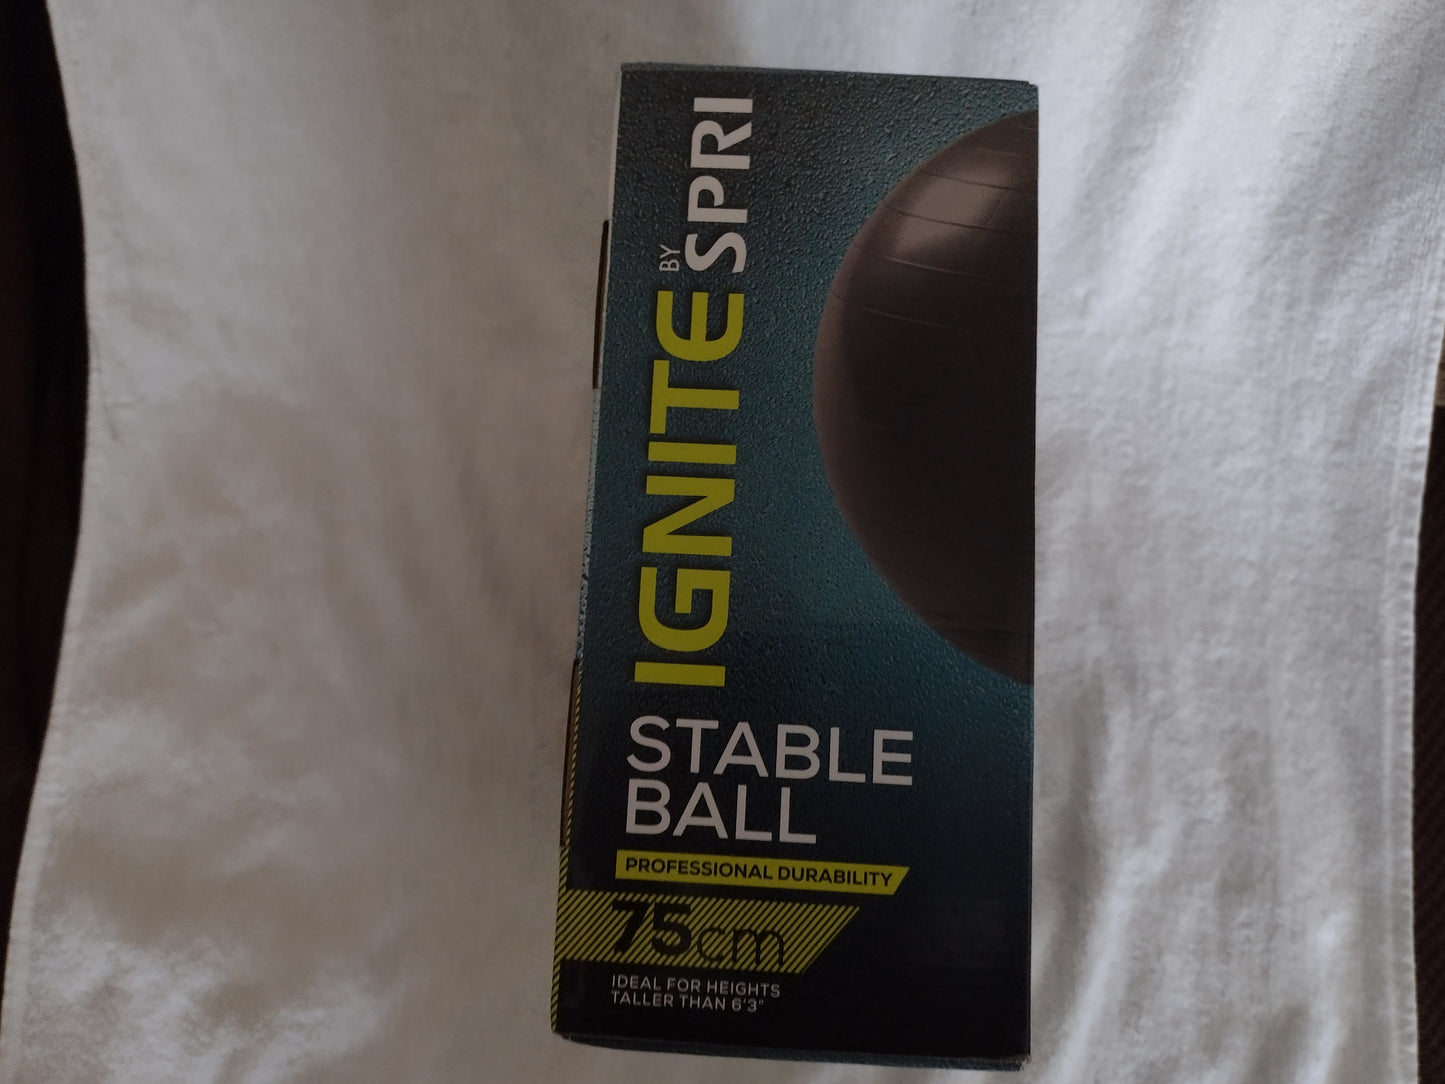 IGNITE BY SPRI
STABLE
BALL
PROFESSIONAL DURABILITY
75cm
IDEAL FOR HEIGHTS
TALLER THAN 6'3"